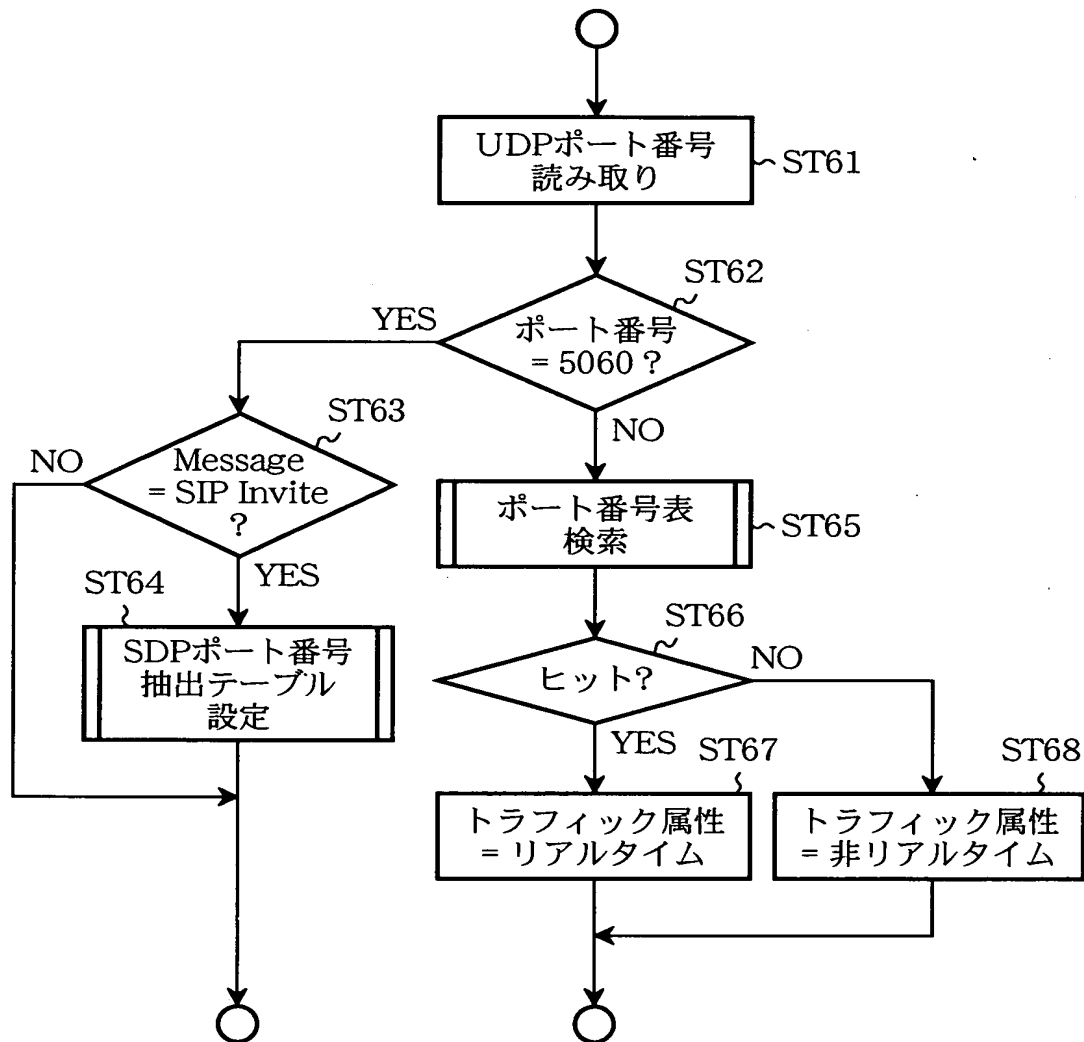 UDPポート番号
読み取り
ST61
ST62
YES
ポート番号
= 5060 ?
NO
ST63
NO
Message
= SIP Invite
?
YES
ポート番号表
検索
ST65
ST64
SDPポート番号
抽出テーブル
設定
ST66
ヒット?
NO
YES
ST67
トラフィック属性
= リアルタイム
ST68
トラフィック属性
= 非リアルタイム